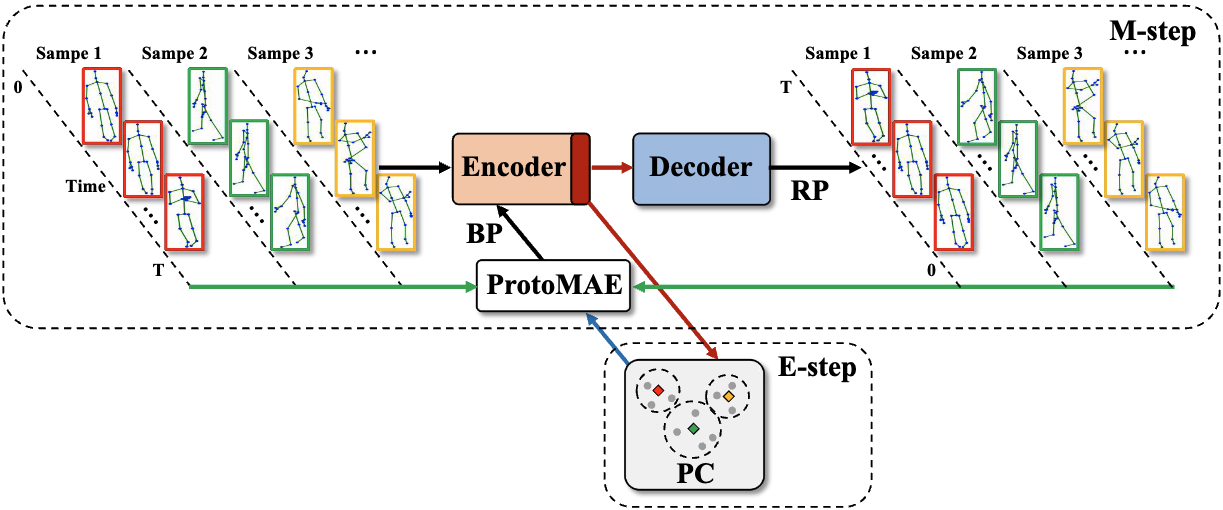 M-step
Sampe 1 Sampe 2 Sampe 3 ...
Sampe 1 Sampe 2 Sampe 3 ...
0
T
Time
Encoder
Decoder
RP
BP
T
0
ProtoMAE
E-step
PC